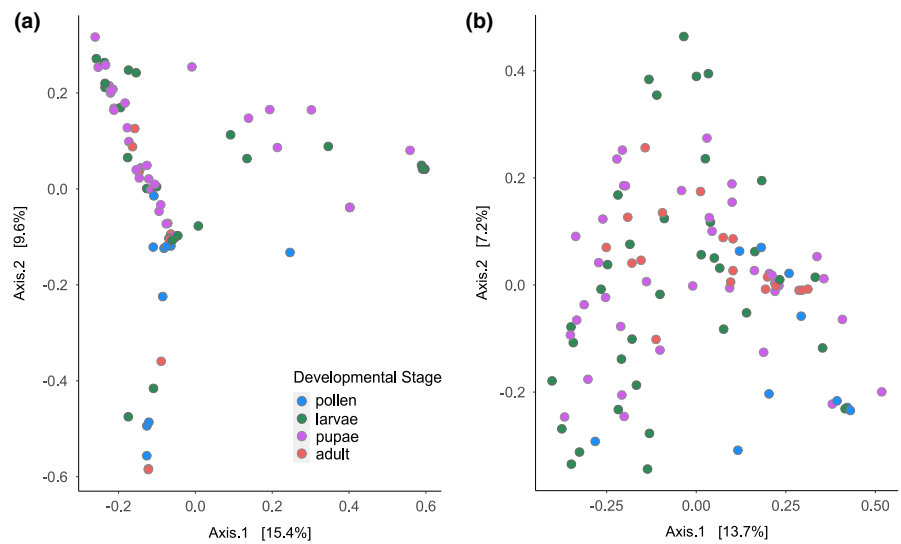 (a)
Axis.2 [9.6%]
0.2
0.0
-0.2
-0.4
-0.6
Developmental Stage
pollen
larvae
pupae
adult
-0.2 0.0 0.2 0.4 0.6
Axis.1 [15.4%]
(b)
Axis.2 [7.2%]
0.4
0.2
0.0
-0.2
-0.25 0.00 0.25 0.50
Axis.1 [13.7%]